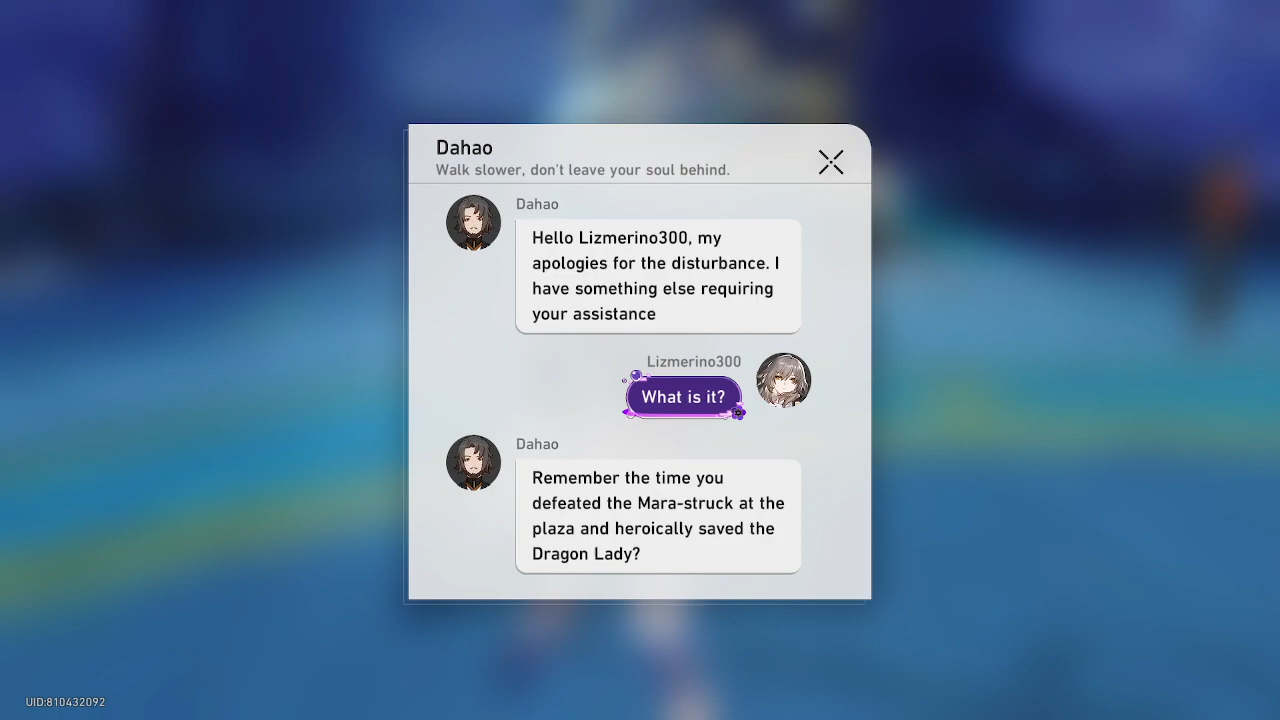 Dahao
Walk slower, don't leave your soul behind.
Dahao
Hello Lizmerino300, my
apologies for the disturbance. I
have something else requiring
your assistance
Lizmerino300
What is it?
Dahao
Remember the time you
defeated the Mara-struck at the
plaza and heroically saved the
Dragon Lady?
UID:810432092